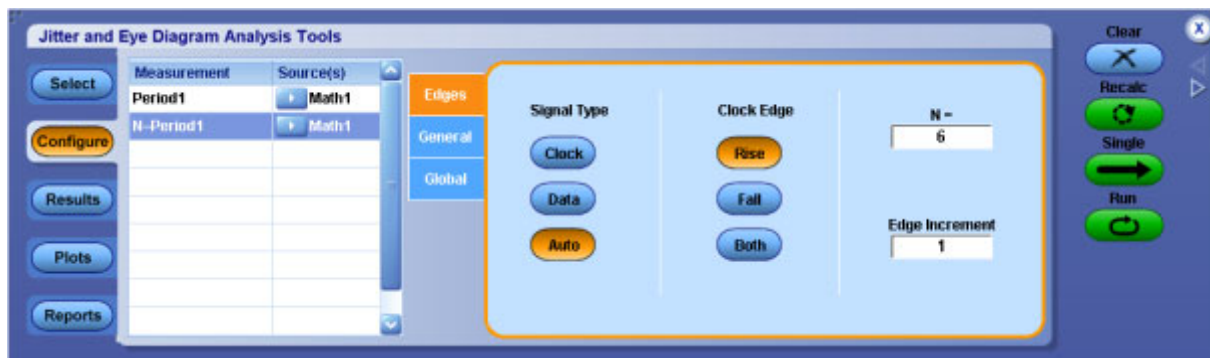 Jitter and Eye Diagram Analysis Tools
Select
Configure
Results
Plots
Reports
Measurement Source(s)
Period1 Math1
N-Period1 Math1
Edges
General
Global
Signal Type
Clock
Data
Auto
Clock Edge
Rise
Fall
Both
N =
6
Edge Increment
1
Clear
X
Recalc
Single
Run